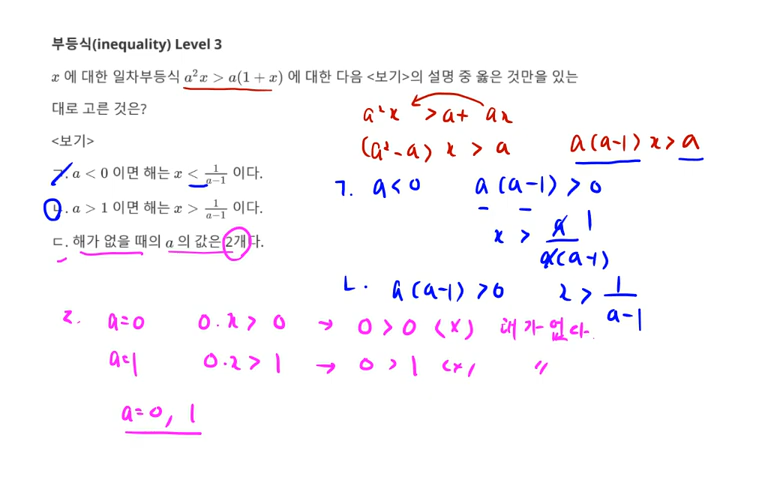 부등식(inequality) Level 3
x 에 대한 일차부등식 a²x > a(1 + x) 에 대한 다음 <보기>의 설명 중 옳은 것만을 있는
대로 고른 것은?
<보기>
ㄱ. a < 0 이면 해는 x < 1/(a-1) 이다.
ㄴ. a > 1 이면 해는 x > 1/(a-1) 이다.
ㄷ. 해가 없을 때의 a 의 값은 2개다.
a²x > a + ax
(a²-a) x > a
a(a-1) x > a
ㄱ. a<0 a(a-1) > 0
x > a/a(a-1) 1
ㄴ. a(a-1) >0 x > 1/(a-1)
ㄷ. a=0 0·x > 0 → 0 > 0 (×) 해가 없다.
a=1 0·x > 1 → 0 > 1 (×) 〃
a=0, 1